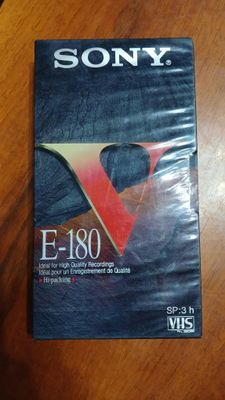 SONY
V
E-180
Ideal for High Quality Recordings
Idéal pour un Enregistrement de Qualité
Hi-packing
SP:3 h
VHS